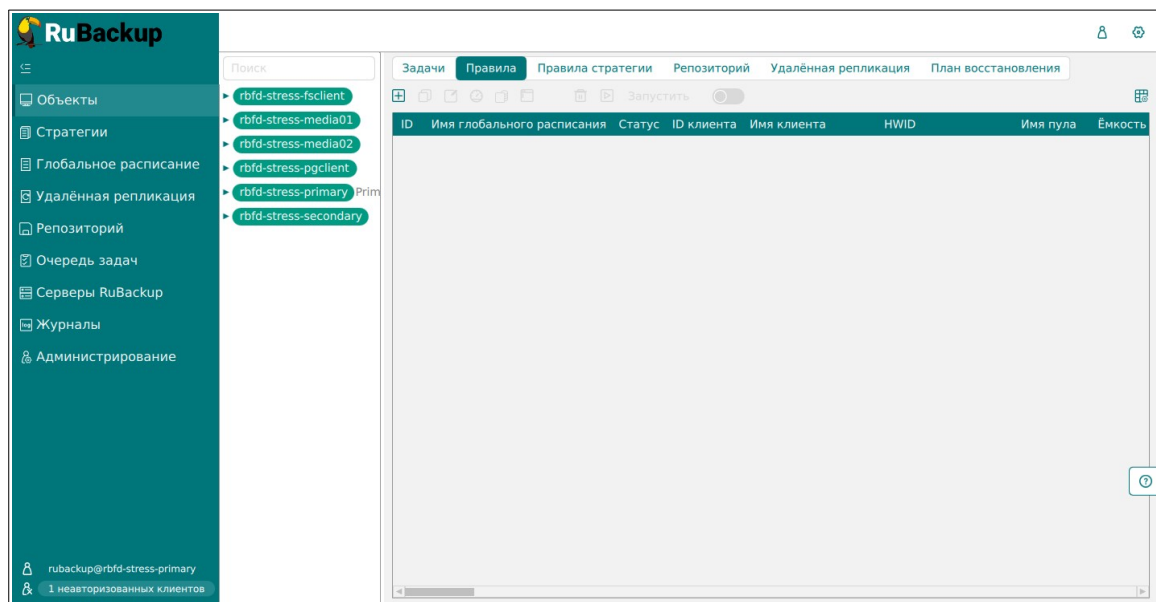 RuBackup
Поиск
Задачи Правила Правила стратегии Репозиторий Удалённая репликация План восстановления
Запустить
ID Имя глобального расписания Статус ID клиента Имя клиента HWID Имя пула Ёмкость
Объекты
Стратегии
Глобальное расписание
Удалённая репликация
Репозиторий
Очередь задач
Серверы RuBackup
Журналы
Администрирование
rbfd-stress-fsclient
rbfd-stress-media01
rbfd-stress-media02
rbfd-stress-pgclient
rbfd-stress-primary Prim
rbfd-stress-secondary
rubackup@rbfd-stress-primary
1 неавторизованных клиентов